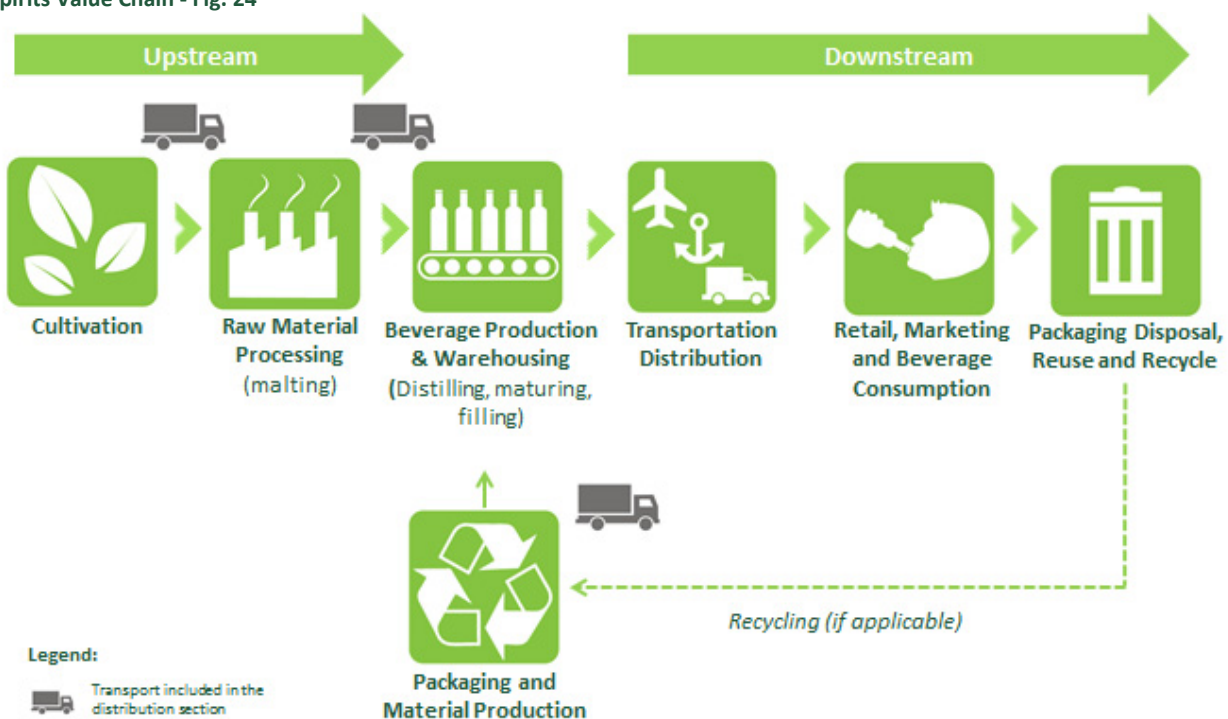 pirits Value Chain - Fig. 24
Upstream
Downstream
Cultivation
Raw Material
Processing
(malting)
Beverage Production
& Warehousing
(Distilling, maturing,
filling)
Transportation
Distribution
Retail, Marketing
and Beverage
Consumption
Packaging Disposal,
Reuse and Recycle
Recycling (if applicable)
Packaging and
Material Production
Legend:
Transport included in the
distribution section